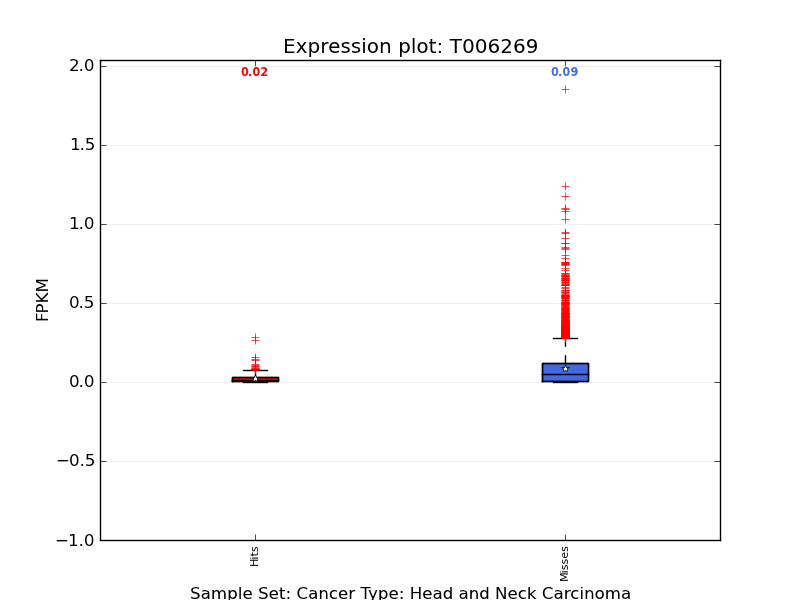 Expression plot: T006269
2.0
0.02
0.09
1.5
1.0
FPKM
0.5
0.0
−0.5
−1.0
Hits
Misses
Sample Set: Cancer Type: Head and Neck Carcinoma